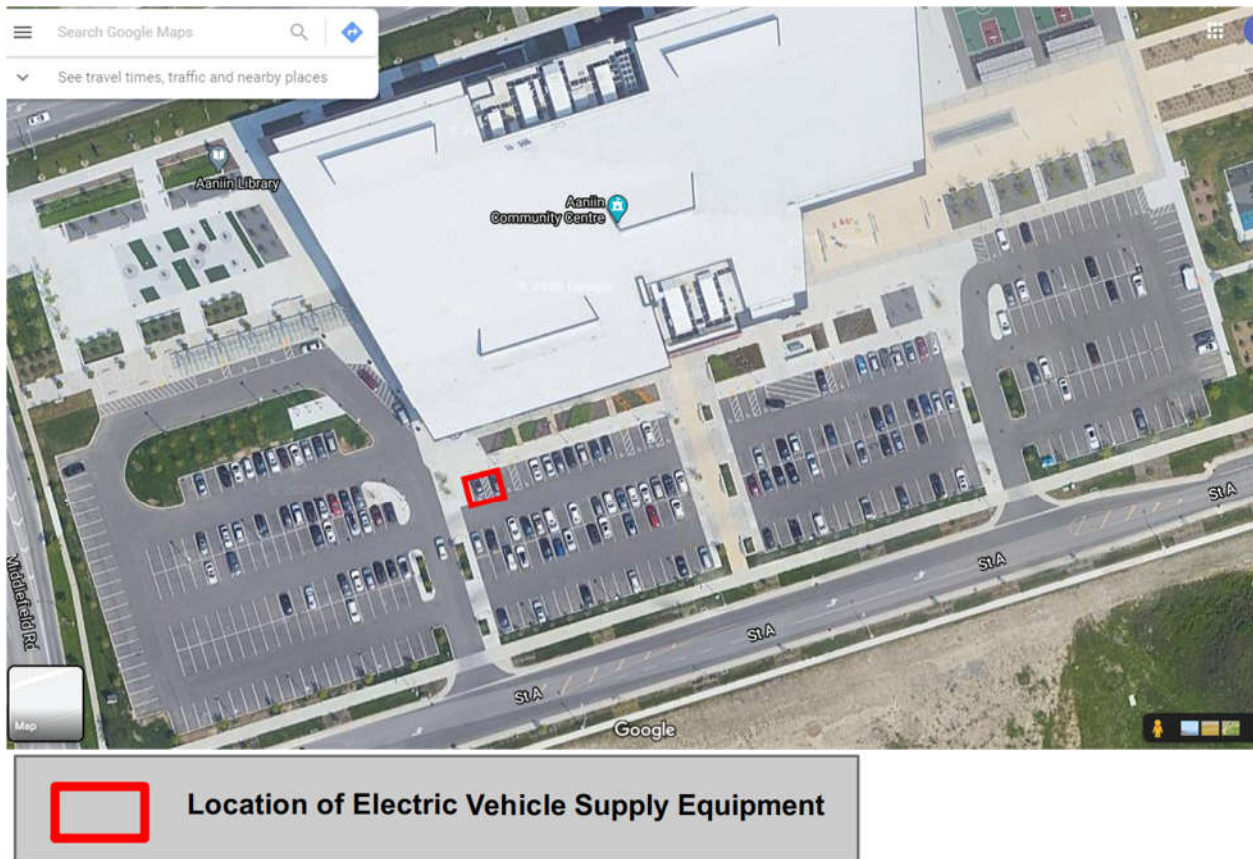 Search Google Maps
See travel times, traffic and nearby places
Aaniin Library
Aaniin
Community Centre
© 2020 Google
St A
St A
St A
St A
Middlefield Rd
Map
Google
Location of Electric Vehicle Supply Equipment